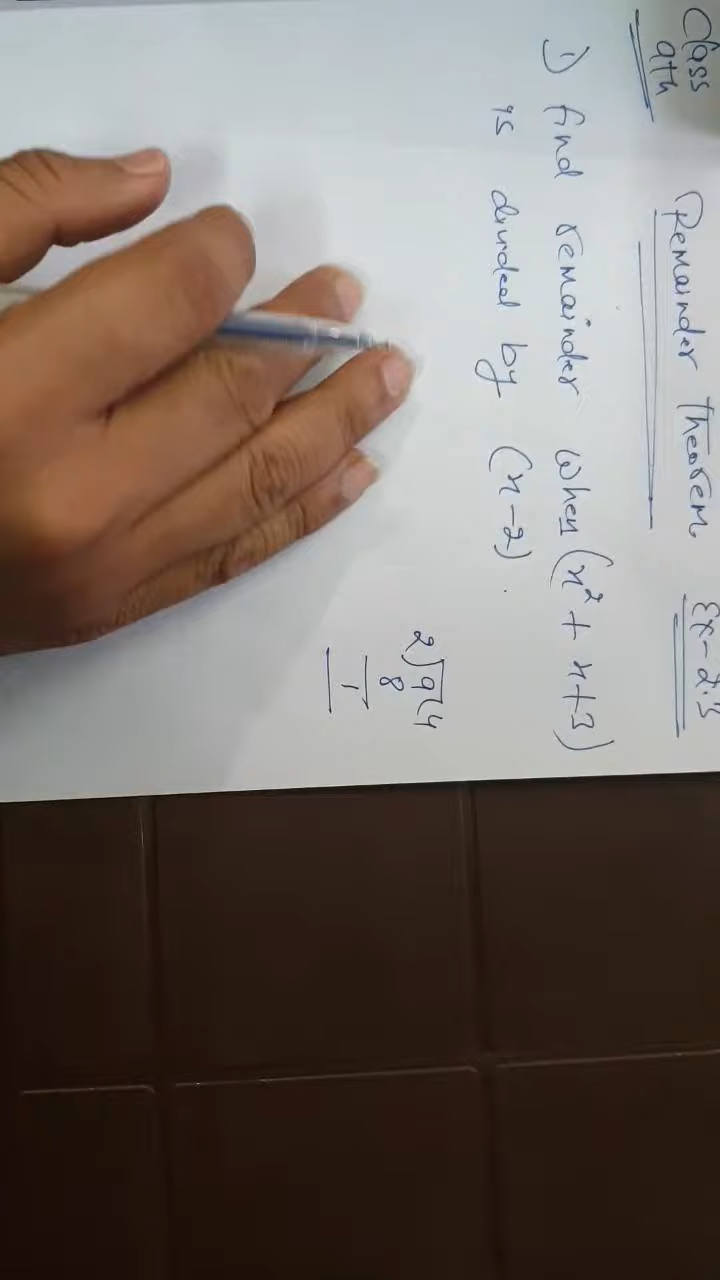 Class 9th
Remainder Theorem
Ex-2.3
1) find remainder when (x² + x+3)
is divided by (x-2).
2)9(4
8
1